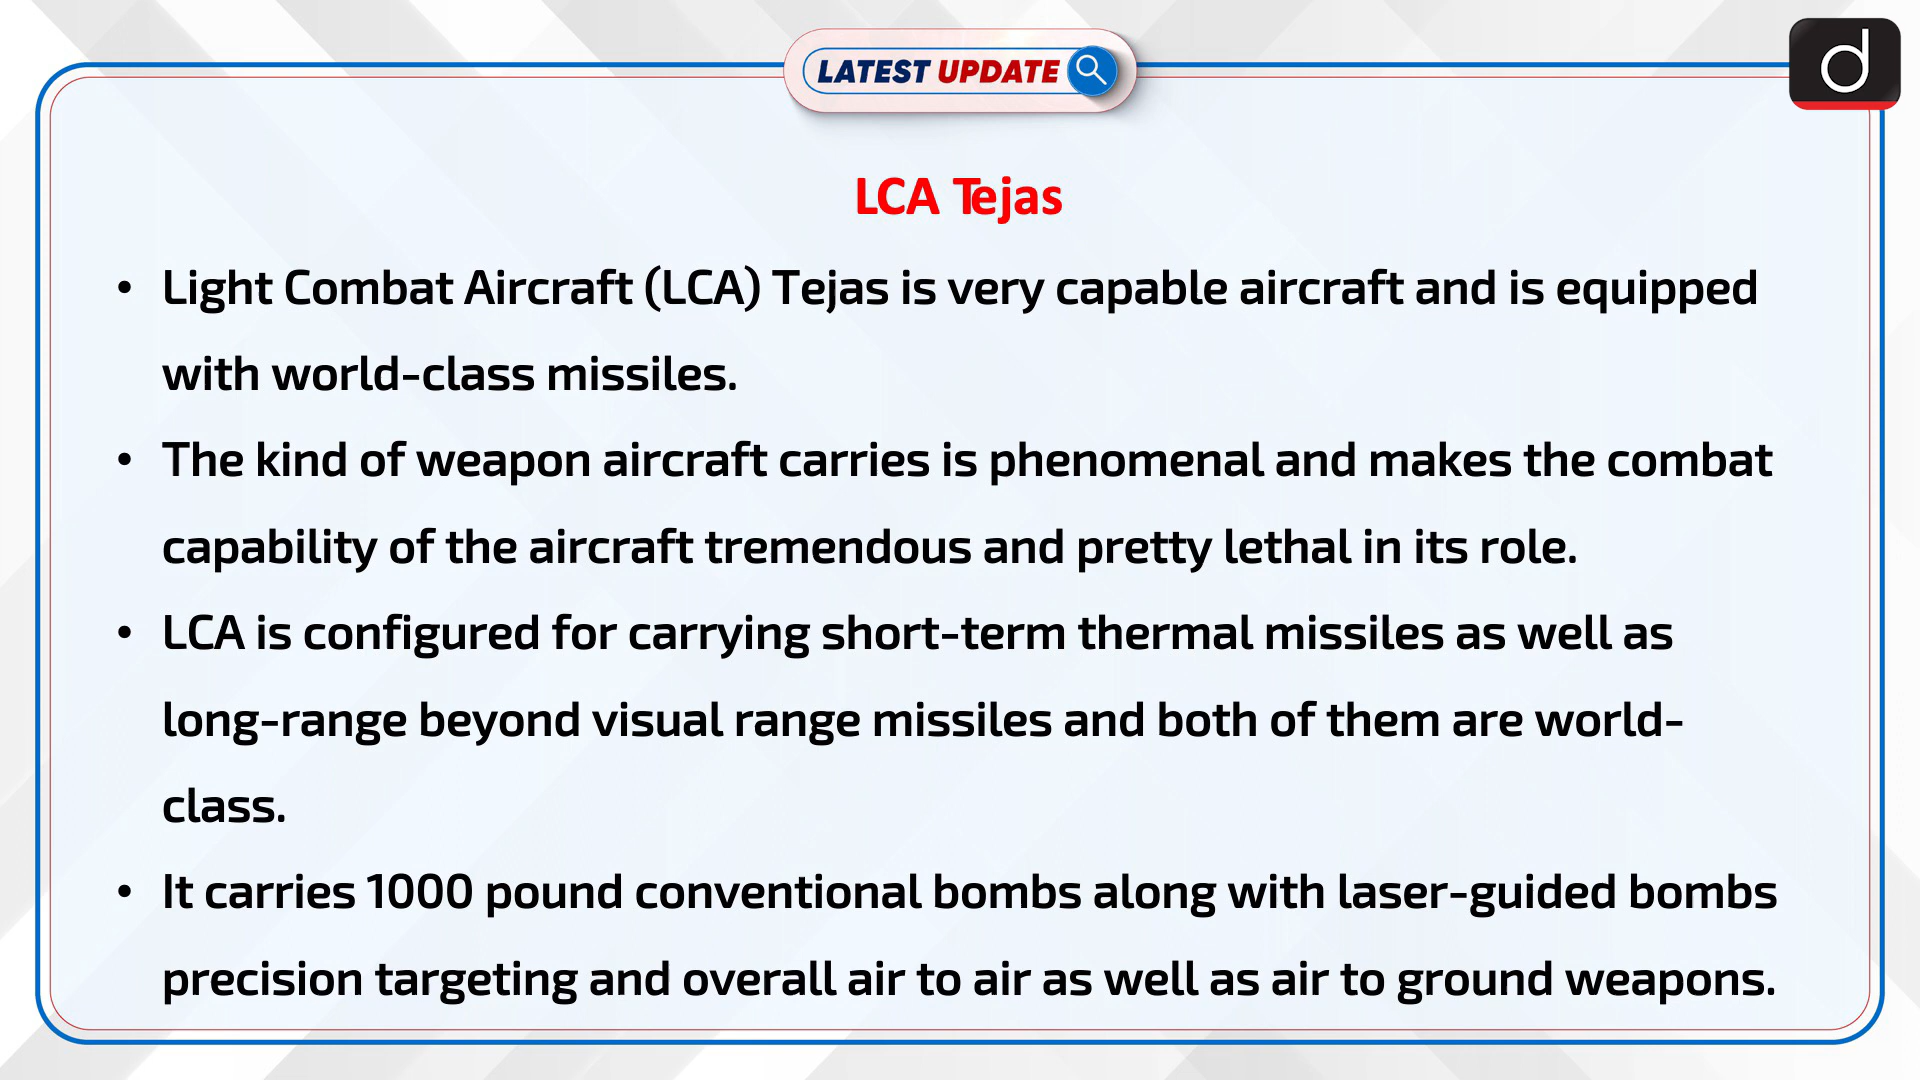 LATEST UPDATE
d
LCA Tejas
• Light Combat Aircraft (LCA) Tejas is very capable aircraft and is equipped
with world-class missiles.
• The kind of weapon aircraft carries is phenomenal and makes the combat
capability of the aircraft tremendous and pretty lethal in its role.
• LCA is configured for carrying short-term thermal missiles as well as
long-range beyond visual range missiles and both of them are world-
class.
• It carries 1000 pound conventional bombs along with laser-guided bombs
precision targeting and overall air to air as well as air to ground weapons.